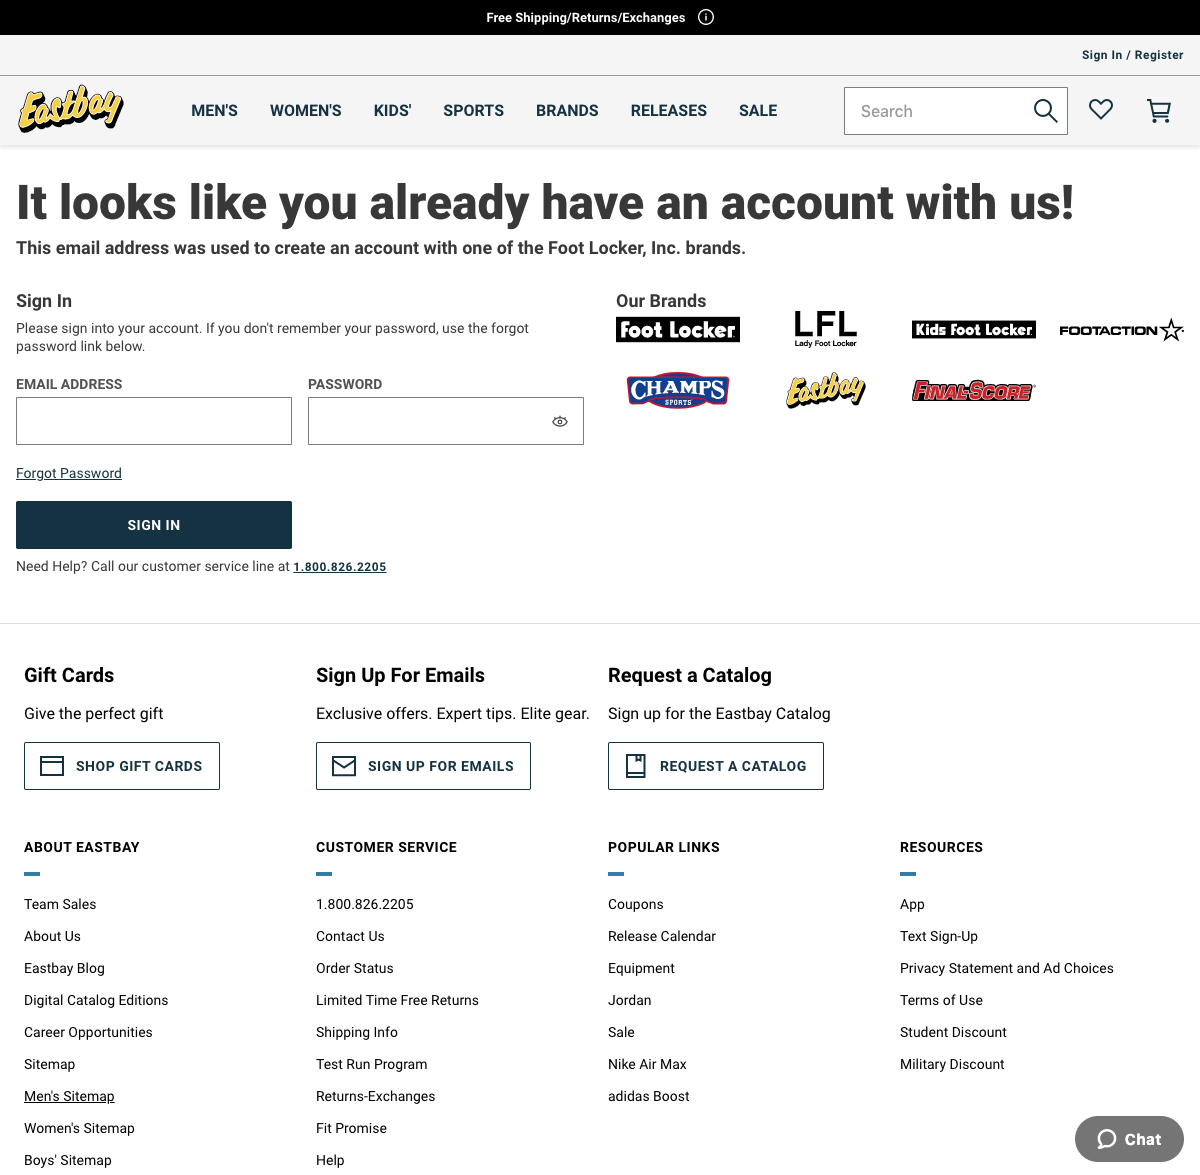 Free Shipping/Returns/Exchanges
Sign In / Register
Eastbay
MEN'S WOMEN'S KIDS' SPORTS BRANDS RELEASES SALE
Search
It looks like you already have an account with us!
This email address was used to create an account with one of the Foot Locker, Inc. brands.
Sign In
Please sign into your account. If you don't remember your password, use the forgot
password link below.
EMAIL ADDRESS PASSWORD
Forgot Password
SIGN IN
Need Help? Call our customer service line at 1.800.826.2205
Our Brands
Foot Locker
LFL
Lady Foot Locker
Kids Foot Locker
FOOTACTION
CHAMPS
SPORTS
Eastbay
FINAL-SCORE
Gift Cards
Give the perfect gift
SHOP GIFT CARDS
Sign Up For Emails
Exclusive offers. Expert tips. Elite gear.
SIGN UP FOR EMAILS
Request a Catalog
Sign up for the Eastbay Catalog
REQUEST A CATALOG
ABOUT EASTBAY
Team Sales
About Us
Eastbay Blog
Digital Catalog Editions
Career Opportunities
Sitemap
Men's Sitemap
Women's Sitemap
Boys' Sitemap
CUSTOMER SERVICE
1.800.826.2205
Contact Us
Order Status
Limited Time Free Returns
Shipping Info
Test Run Program
Returns-Exchanges
Fit Promise
Help
POPULAR LINKS
Coupons
Release Calendar
Equipment
Jordan
Sale
Nike Air Max
adidas Boost
RESOURCES
App
Text Sign-Up
Privacy Statement and Ad Choices
Terms of Use
Student Discount
Military Discount
Chat